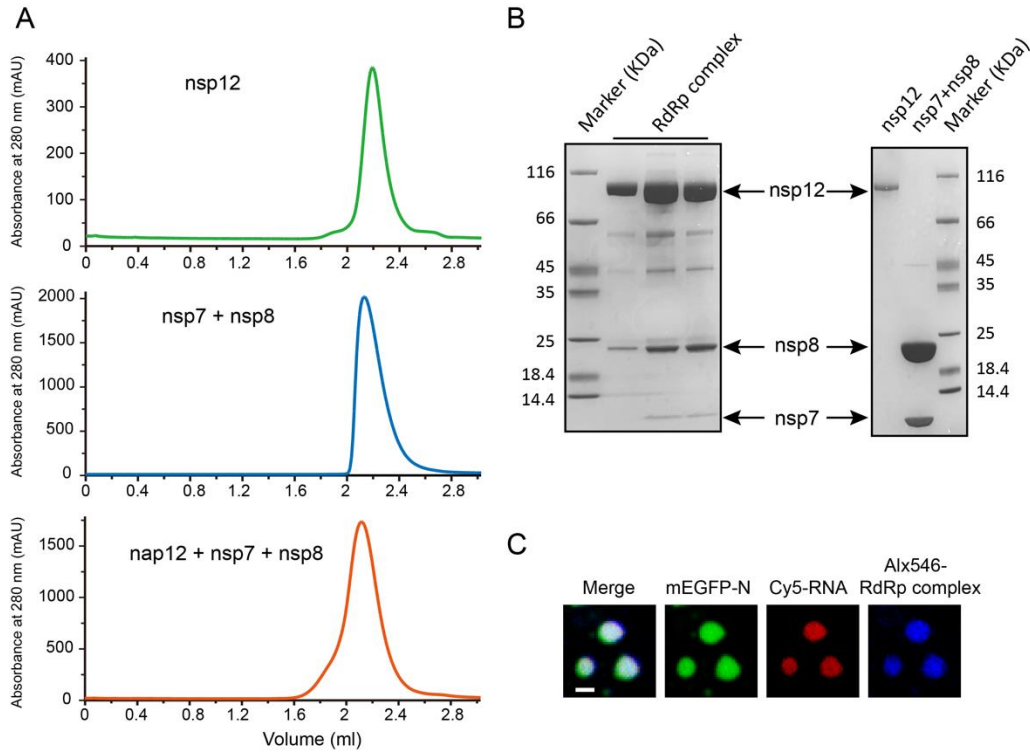 A
Absorbance at 280 nm (mAU)
400
300
200
100
0
nsp12
0 0.4 0.8 1.2 1.6 2 2.4 2.8
Absorbance at 280 nm (mAU)
2000
1500
1000
500
0
nsp7 + nsp8
0 0.4 0.8 1.2 1.6 2 2.4 2.8
Absorbance at 280 nm (mAU)
1500
1000
500
0
nap12 + nsp7 + nsp8
0 0.4 0.8 1.2 1.6 2 2.4 2.8
Volume (ml)
B
Marker (KDa)
RdRp complex
116
66
45
35
25
18.4
14.4
nsp12
nsp8
nsp7
nsp12
nsp7+nsp8
Marker (KDa)
116
66
45
35
25
18.4
14.4
C
Merge
mEGFP-N
Cy5-RNA
Alx546-
RdRp complex